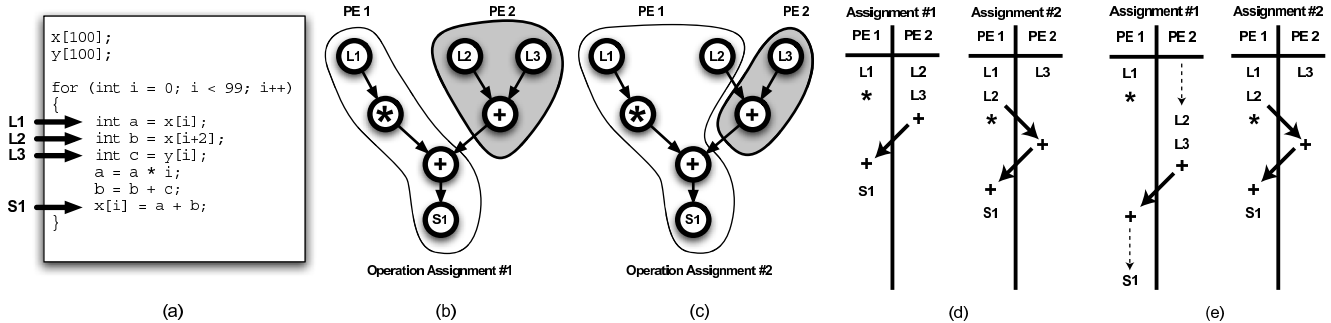 x[100];
y[100];
for (int i = 0; i < 99; i++)
{
L1 int a = x[i];
L2 int b = x[i+2];
L3 int c = y[i];
a = a * i;
b = b + c;
S1 x[i] = a + b;
}
(a)
PE 1 PE 2
L1 L2 L3
* +
+
S1
Operation Assignment #1
(b)
PE 1 PE 2
L1 L2 L3
* +
+
S1
Operation Assignment #2
(c)
Assignment #1
PE 1 PE 2
L1 L2
* L3
+
+
S1
Assignment #2
PE 1 PE 2
L1 L3
L2
*
+
+
S1
(d)
Assignment #1
PE 1 PE 2
L1
*
L2
L3
+
+
S1
Assignment #2
PE 1 PE 2
L1 L3
L2
*
+
+
S1
(e)